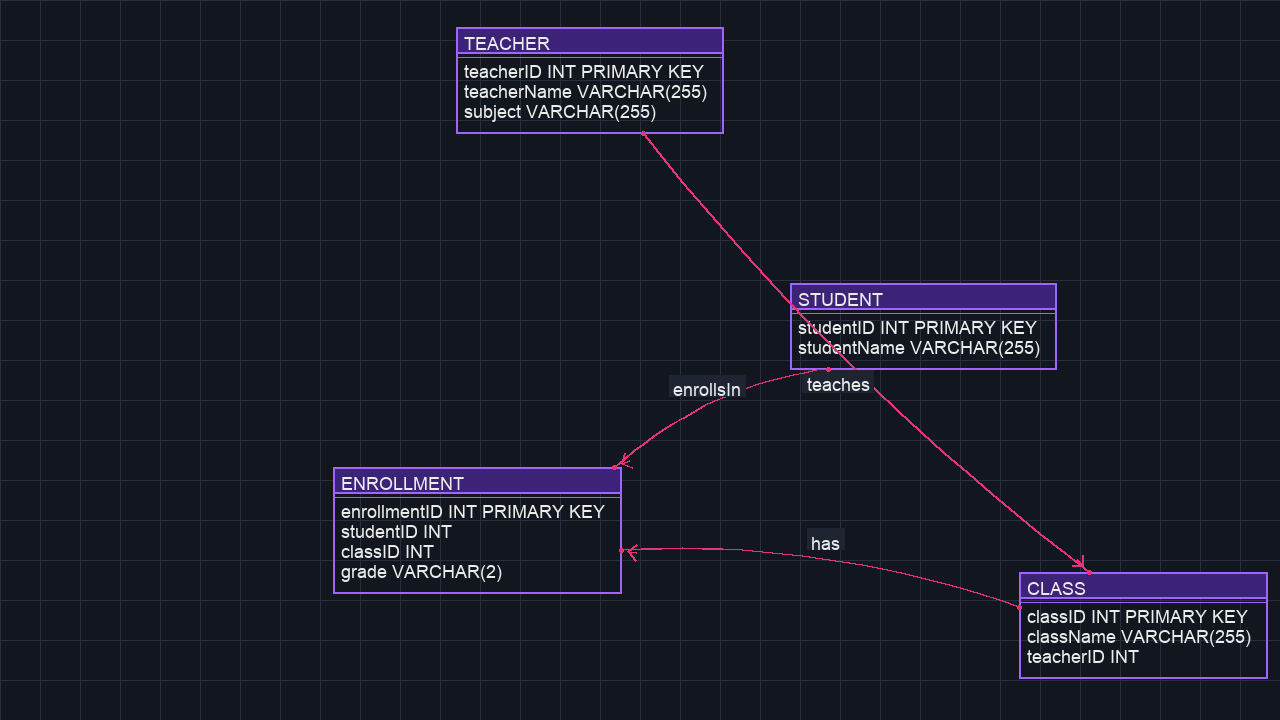 TEACHER
teacherID INT PRIMARY KEY
teacherName VARCHAR(255)
subject VARCHAR(255)
STUDENT
studentID INT PRIMARY KEY
studentName VARCHAR(255)
teaches
enrollsIn
ENROLLMENT
enrollmentID INT PRIMARY KEY
studentID INT
classID INT
grade VARCHAR(2)
has
CLASS
classID INT PRIMARY KEY
className VARCHAR(255)
teacherID INT